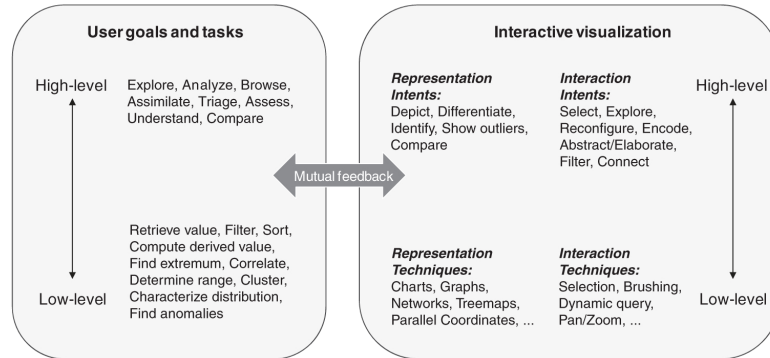 User goals and tasks
High-level
Explore, Analyze, Browse,
Assimilate, Triage, Assess,
Understand, Compare
Retrieve value, Filter, Sort,
Compute derived value,
Find extremum, Correlate,
Determine range, Cluster,
Characterize distribution,
Find anomalies
Low-level
Mutual feedback
Interactive visualization
Representation
Intents:
Depict, Differentiate,
Identify, Show outliers,
Compare
Interaction
Intents:
Select, Explore,
Reconfigure, Encode,
Abstract/Elaborate,
Filter, Connect
High-level
Representation
Techniques:
Charts, Graphs,
Networks, Treemaps,
Parallel Coordinates, ...
Interaction
Techniques:
Selection, Brushing,
Dynamic query,
Pan/Zoom, ...
Low-level